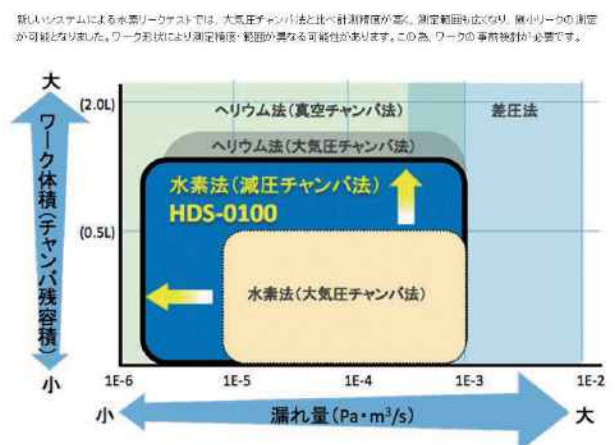 新しいシステムによる水素リークテストでは、大気圧チャンバ法と比べ計測精度が高く、測定範囲も広くなり、微小リークの測定
が可能となりました。ワーク形状により測定精度・範囲が異なる可能性があります。この為、ワークの事前検討が必要です。
大
(2.0L)
ヘリウム法(真空チャンバ法)
差圧法
ヘリウム法(大気圧チャンバ法)
水素法(減圧チャンバ法)
HDS-0100
(0.5L)
水素法(大気圧チャンバ法)
ワーク体積(チャンバ残容積)
小
1E-6 1E-5 1E-4 1E-3 1E-2
小 漏れ量(Pa・m³/s) 大